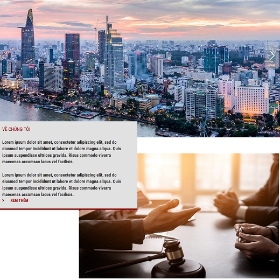 VỀ CHÚNG TÔI
Lorem ipsum dolor sit amet, consectetur adipiscing elit, sed do
eiusmod tempor incididunt ut labore et dolore magna aliqua. Quis
ipsum suspendisse ultrices gravida. Risus commodo viverra
maecenas accumsan lacus vel facilisis.
Lorem ipsum dolor sit amet, consectetur adipiscing elit, sed do
eiusmod tempor incididunt ut labore et dolore magna aliqua. Quis
ipsum suspendisse ultrices gravida. Risus commodo viverra
maecenas accumsan lacus vel facilisis.
> XEM THÊM